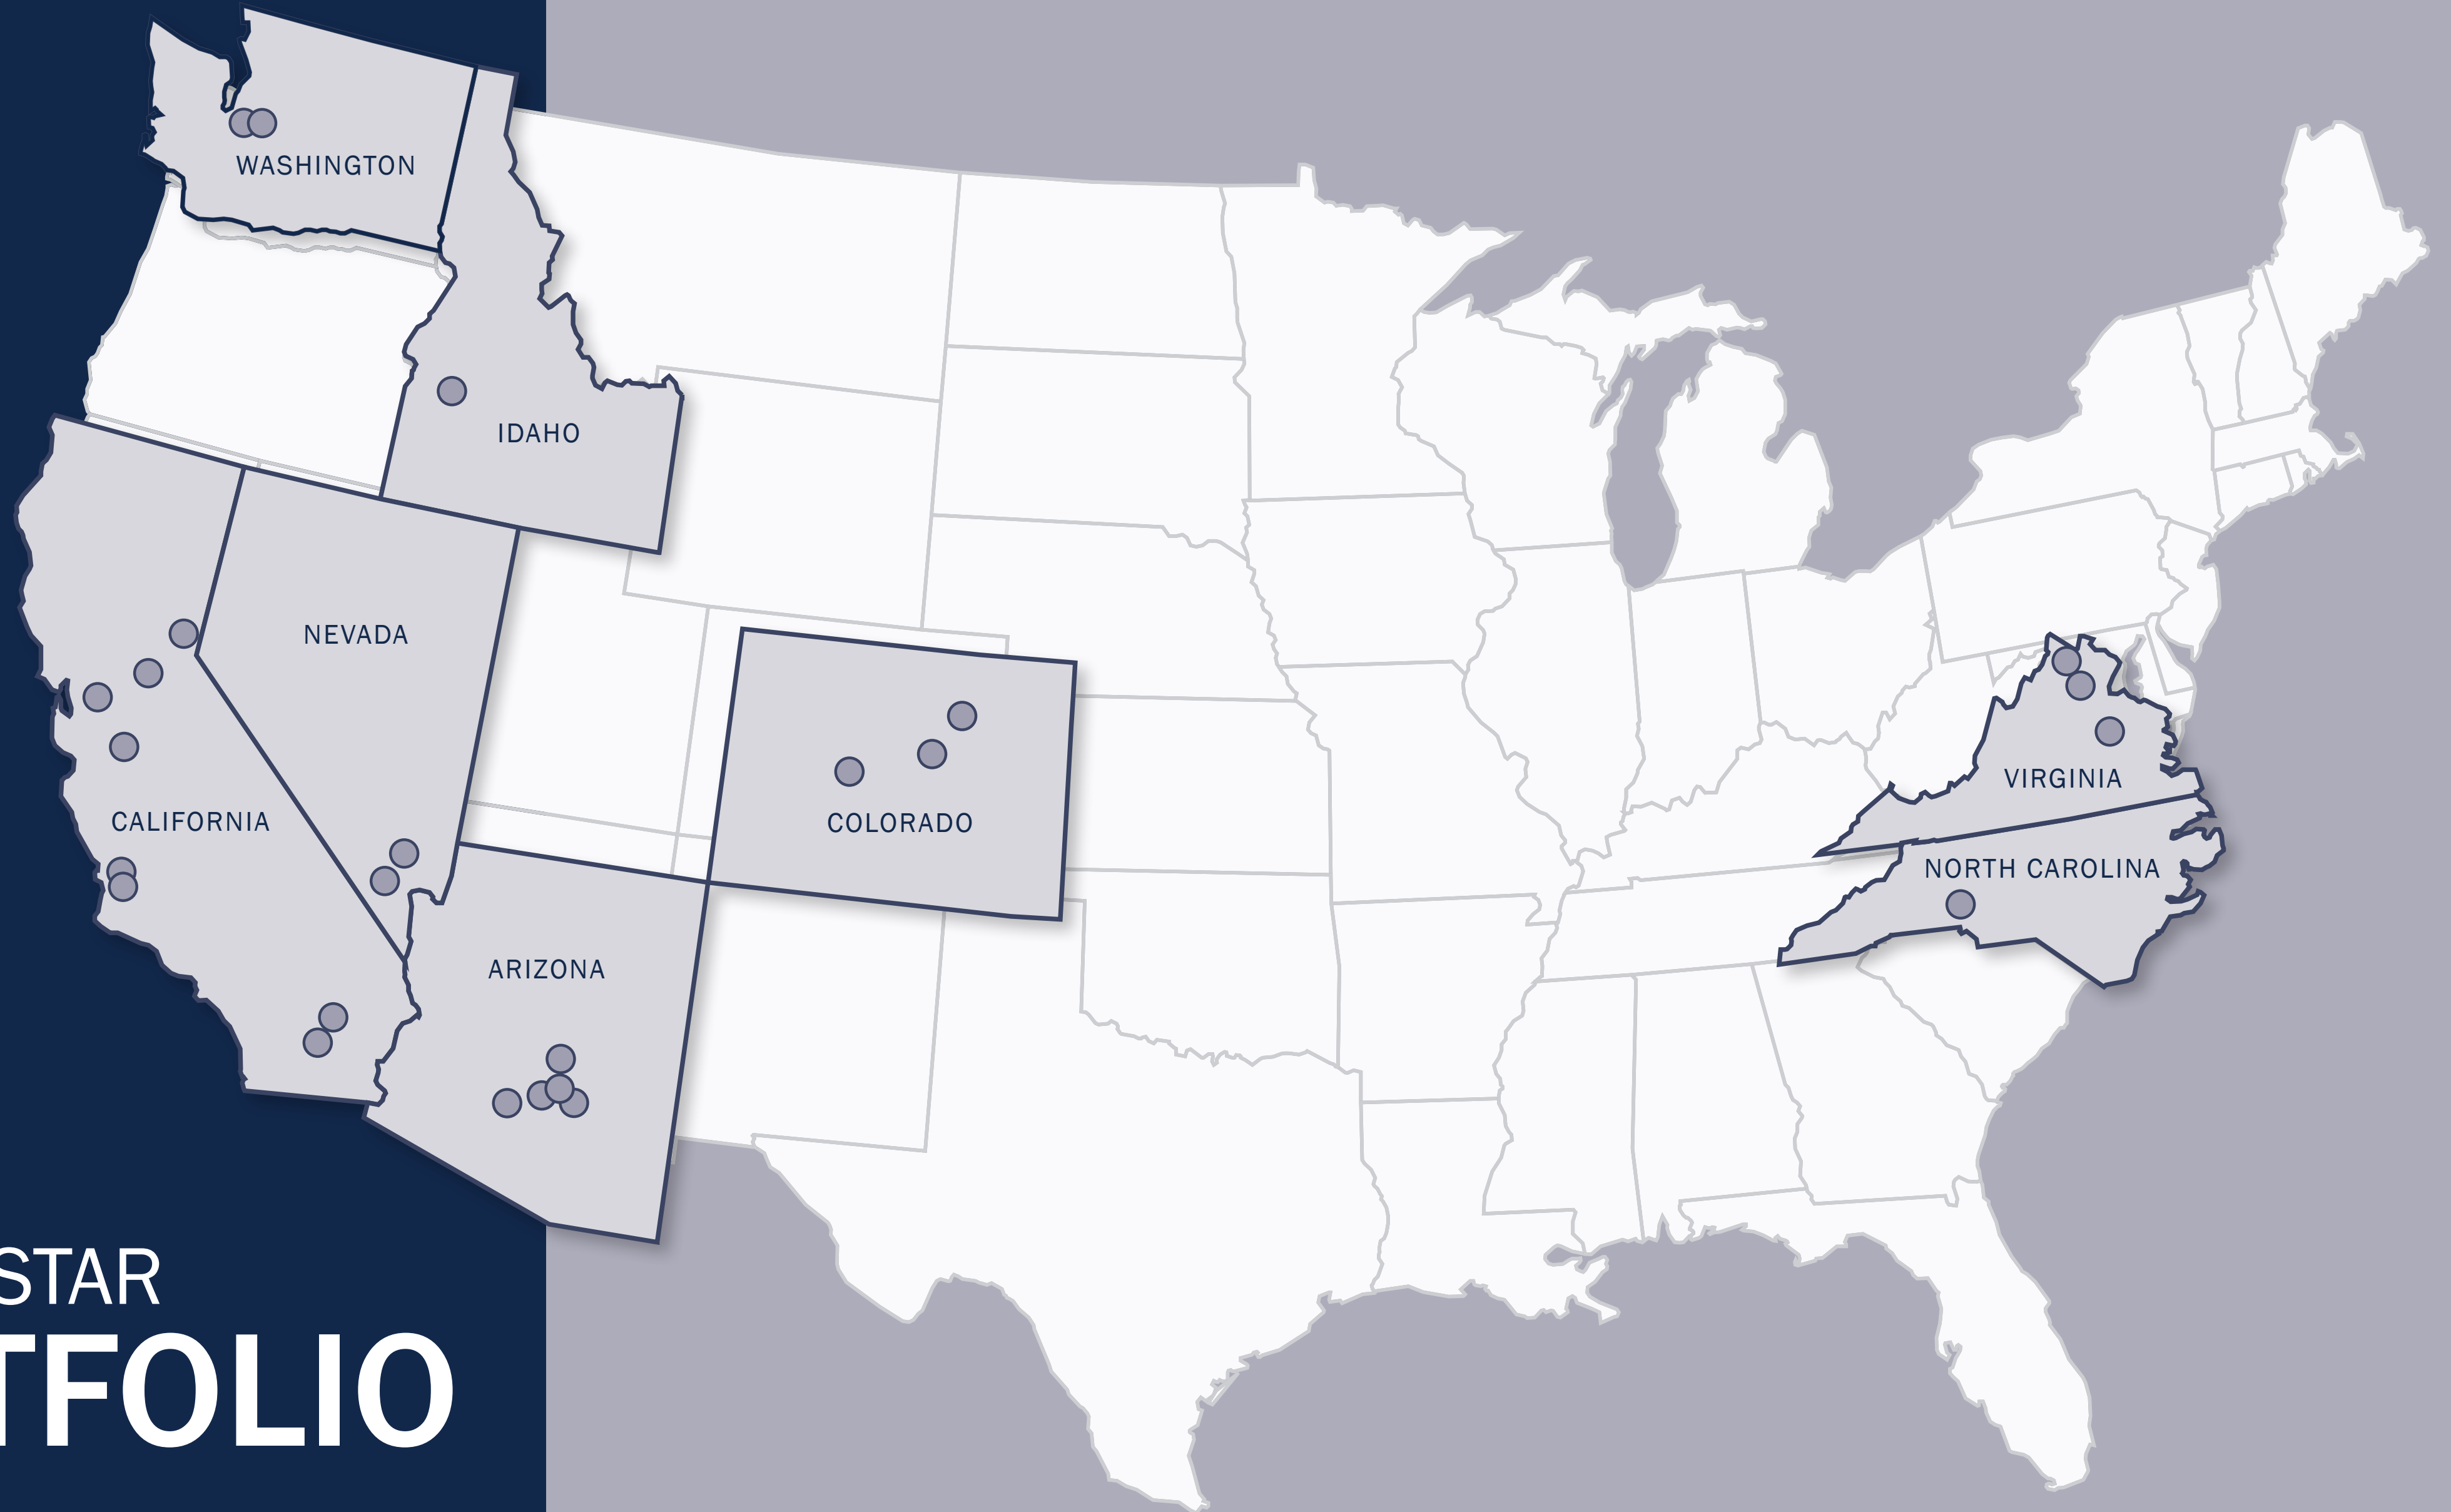 WASHINGTON
IDAHO
NEVADA
CALIFORNIA
COLORADO
ARIZONA
VIRGINIA
NORTH CAROLINA
STAR
TFOLIO